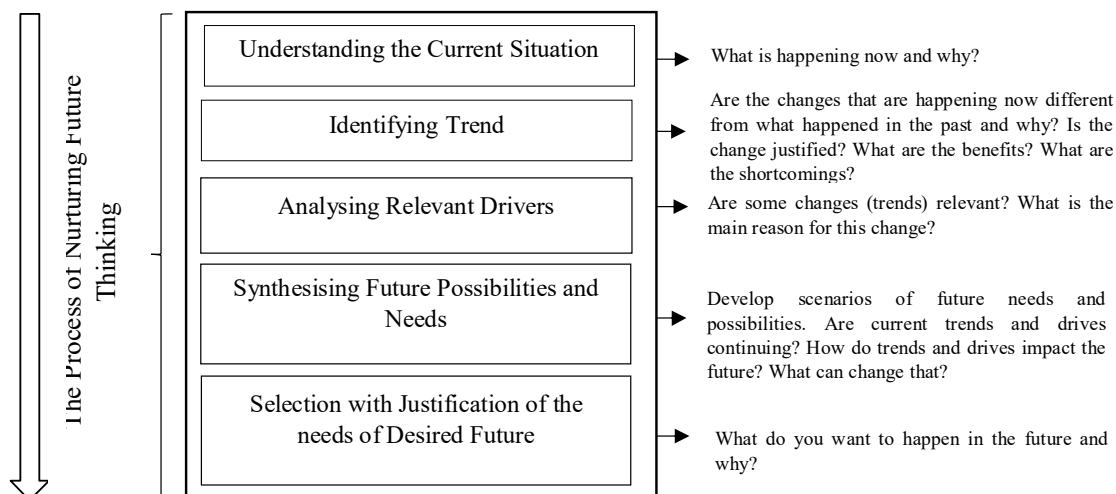 The Process of Nurturing Future
Thinking
Understanding the Current Situation
What is happening now and why?
Identifying Trend
Are the changes that are happening now different
from what happened in the past and why? Is the
change justified? What are the benefits? What are
the shortcomings?
Analysing Relevant Drivers
Are some changes (trends) relevant? What is the
main reason for this change?
Synthesising Future Possibilities and
Needs
Develop scenarios of future needs and
possibilities. Are current trends and drives
continuing? How do trends and drives impact the
future? What can change that?
Selection with Justification of the
needs of Desired Future
What do you want to happen in the future and
why?